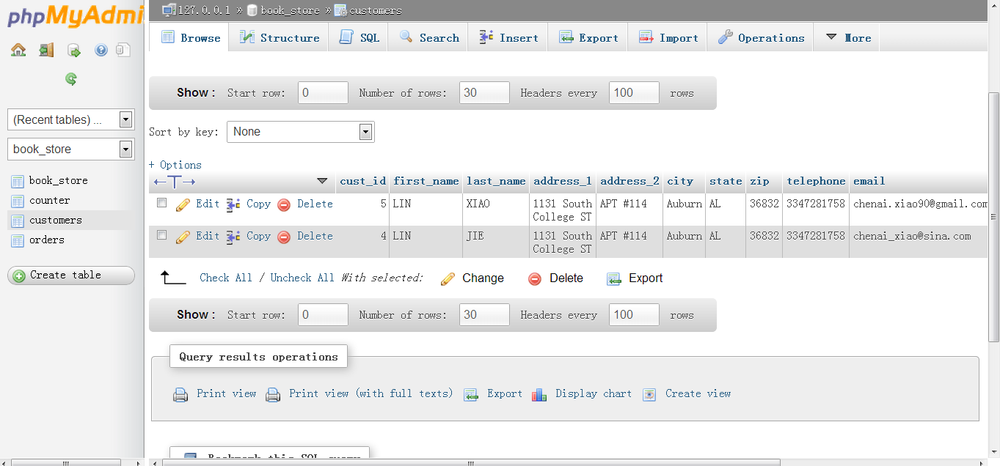 phpMyAdmi
127.0.0.1 » book_store » customers
Browse Structure SQL Search Insert Export Import Operations More
(Recent tables) ...
book_store
book_store
counter
customers
orders
Create table
Show : Start row: 0 Number of rows: 30 Headers every 100 rows
Sort by key: None
+ Options
←T→ cust_id first_name last_name address_1 address_2 city state zip telephone email
Edit Copy Delete 5 LIN XIAO 1131 South APT #114 Auburn AL 36832 3347281758 chenai.xiao90@gmail.com
College ST
Edit Copy Delete 4 LIN JIE 1131 South APT #114 Auburn AL 36832 3347281758 chenai_xiao@sina.com
College ST
Check All / Uncheck All With selected: Change Delete Export
Show : Start row: 0 Number of rows: 30 Headers every 100 rows
Query results operations
Print view Print view (with full texts) Export Display chart Create view
Bookmark this SQL query